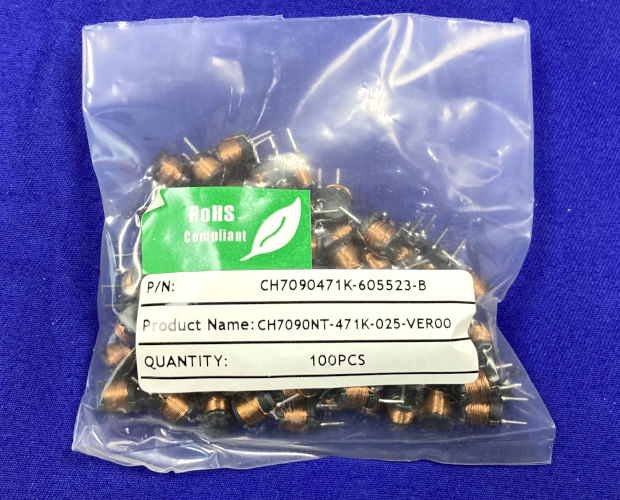 RoHS
Compliant
P/N: CH7090471K-605523-B
Product Name: CH7090NT-471K-025-VER00
QUANTITY: 100PCS